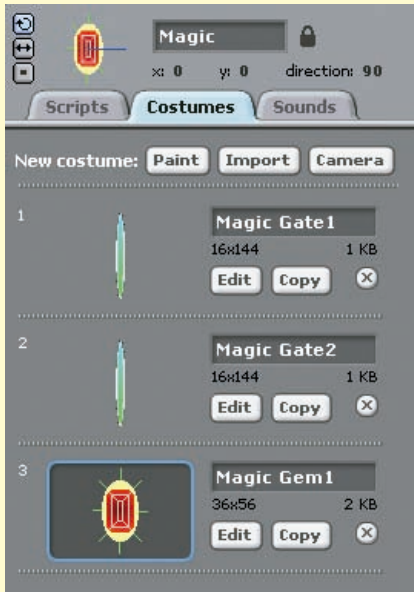 Magic
x: 0 y: 0 direction: 90
Scripts Costumes Sounds
New costume: Paint Import Camera
1
Magic Gate1
16x144 1 KB
Edit Copy
2
Magic Gate2
16x144 1 KB
Edit Copy
3
Magic Gem1
36x56 2 KB
Edit Copy